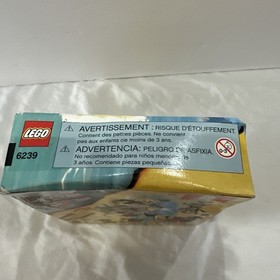 LEGO
6239
AVERTISSEMENT : RISQUE D'ÉTOUFFEMENT.
Contient des petites pièces. Ne convient
pas aux enfants de moins de 3 ans.
ADVERTENCIA: PELIGRO DE ASFIXIA.
No recomendado para niños menores de
3 años. Contiene piezas pequeñas.